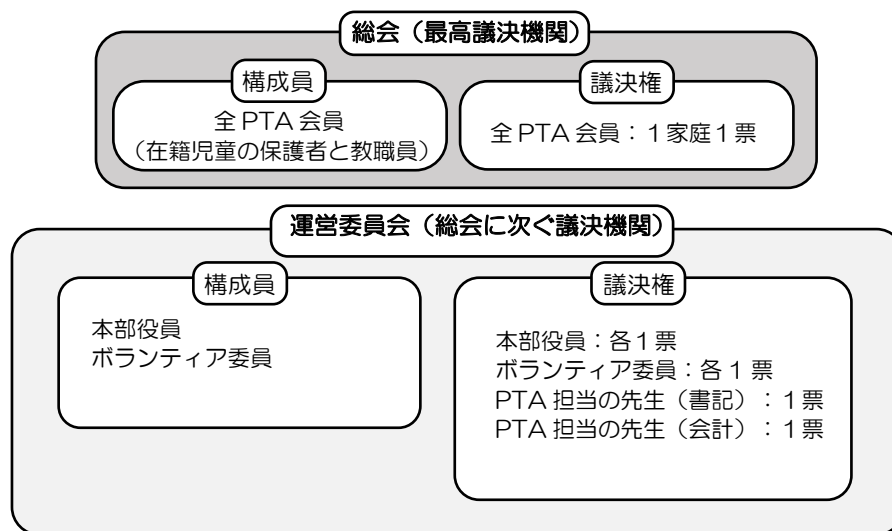 総会（最高議決機関）
構成員
全PTA会員
（在籍児童の保護者と教職員）
議決権
全PTA会員：１家庭１票
運営委員会（総会に次ぐ議決機関）
構成員
本部役員
ボランティア委員
議決権
本部役員：各１票
ボランティア委員：各１票
PTA担当の先生（書記）：１票
PTA担当の先生（会計）：１票